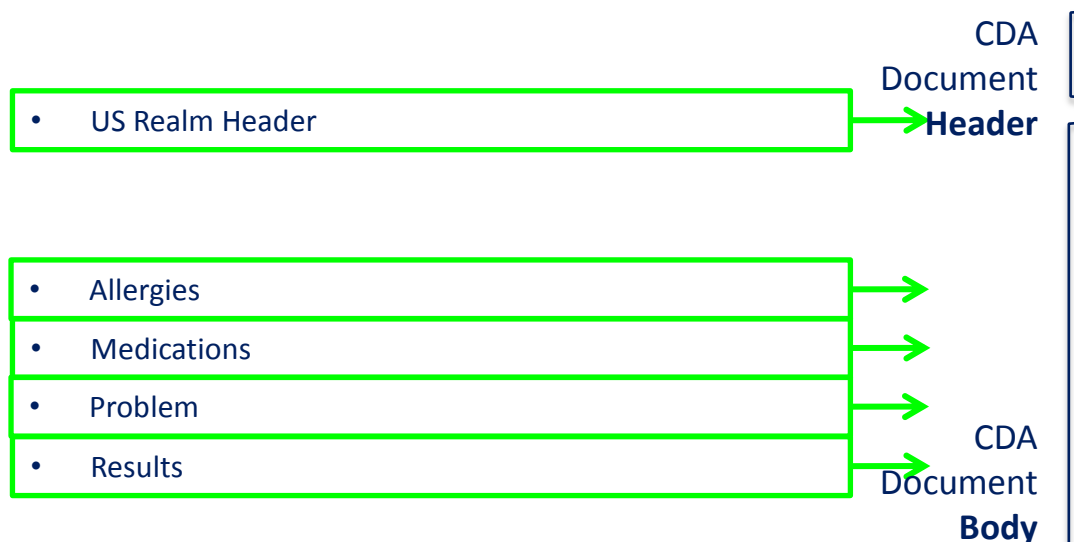 CDA
Document
Header
• US Realm Header
• Allergies
• Medications
• Problem
• Results
CDA
Document
Body